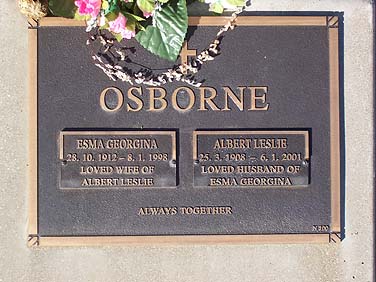 OSBORNE
ESMA GEORGINA
28. 10. 1912 – 8. 1. 1998
LOVED WIFE OF
ALBERT LESLIE
ALBERT LESLIE
25. 3. 1908 – 6. 1. 2001
LOVED HUSBAND OF
ESMA GEORGINA
ALWAYS TOGETHER